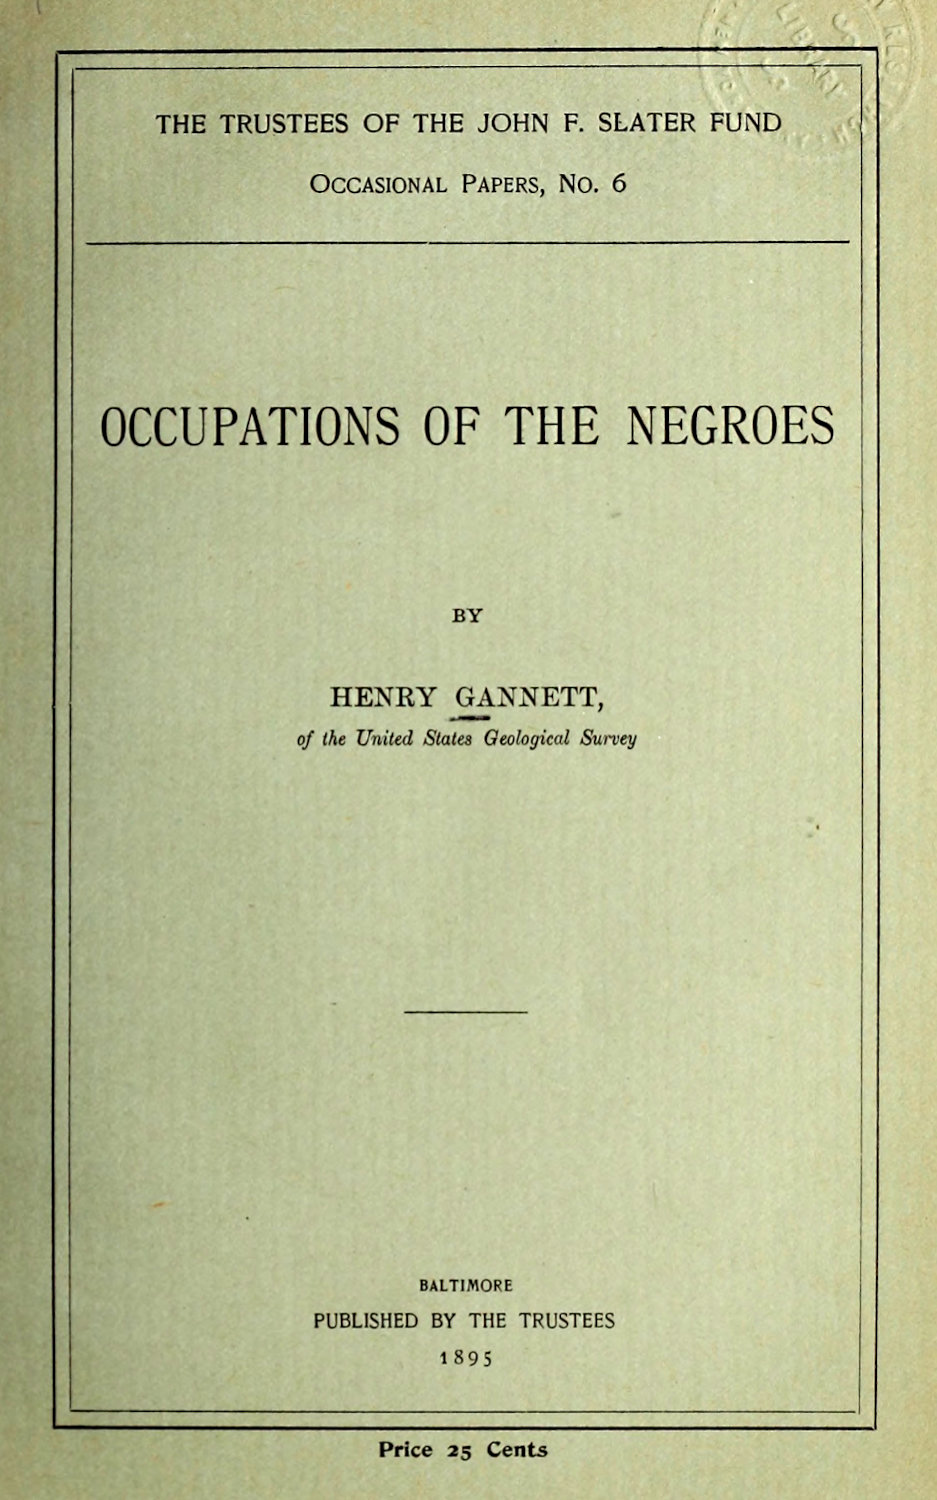 THE TRUSTEES OF THE JOHN F. SLATER FUND
OCCASIONAL PAPERS, NO. 6
OCCUPATIONS OF THE NEGROES
BY
HENRY GANNETT,
of the United States Geological Survey
BALTIMORE
PUBLISHED BY THE TRUSTEES
1895
Price 25 Cents
LIBRARY